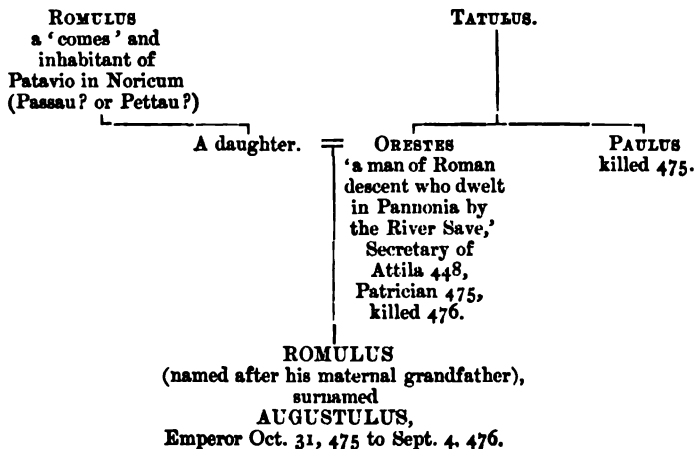 ROMULUS
a ‘comes’ and
inhabitant of
Patavio in Noricum
(Passau? or Pettau?)
TATULUS.
A daughter. =
ORESTES
‘a man of Roman
descent who dwelt
in Pannonia by
the River Save,’
Secretary of
Attila 448,
Patrician 475,
killed 476.
PAULUS
killed 475.
ROMULUS
(named after his maternal grandfather),
surnamed
AUGUSTULUS,
Emperor Oct. 31, 475 to Sept. 4, 476.